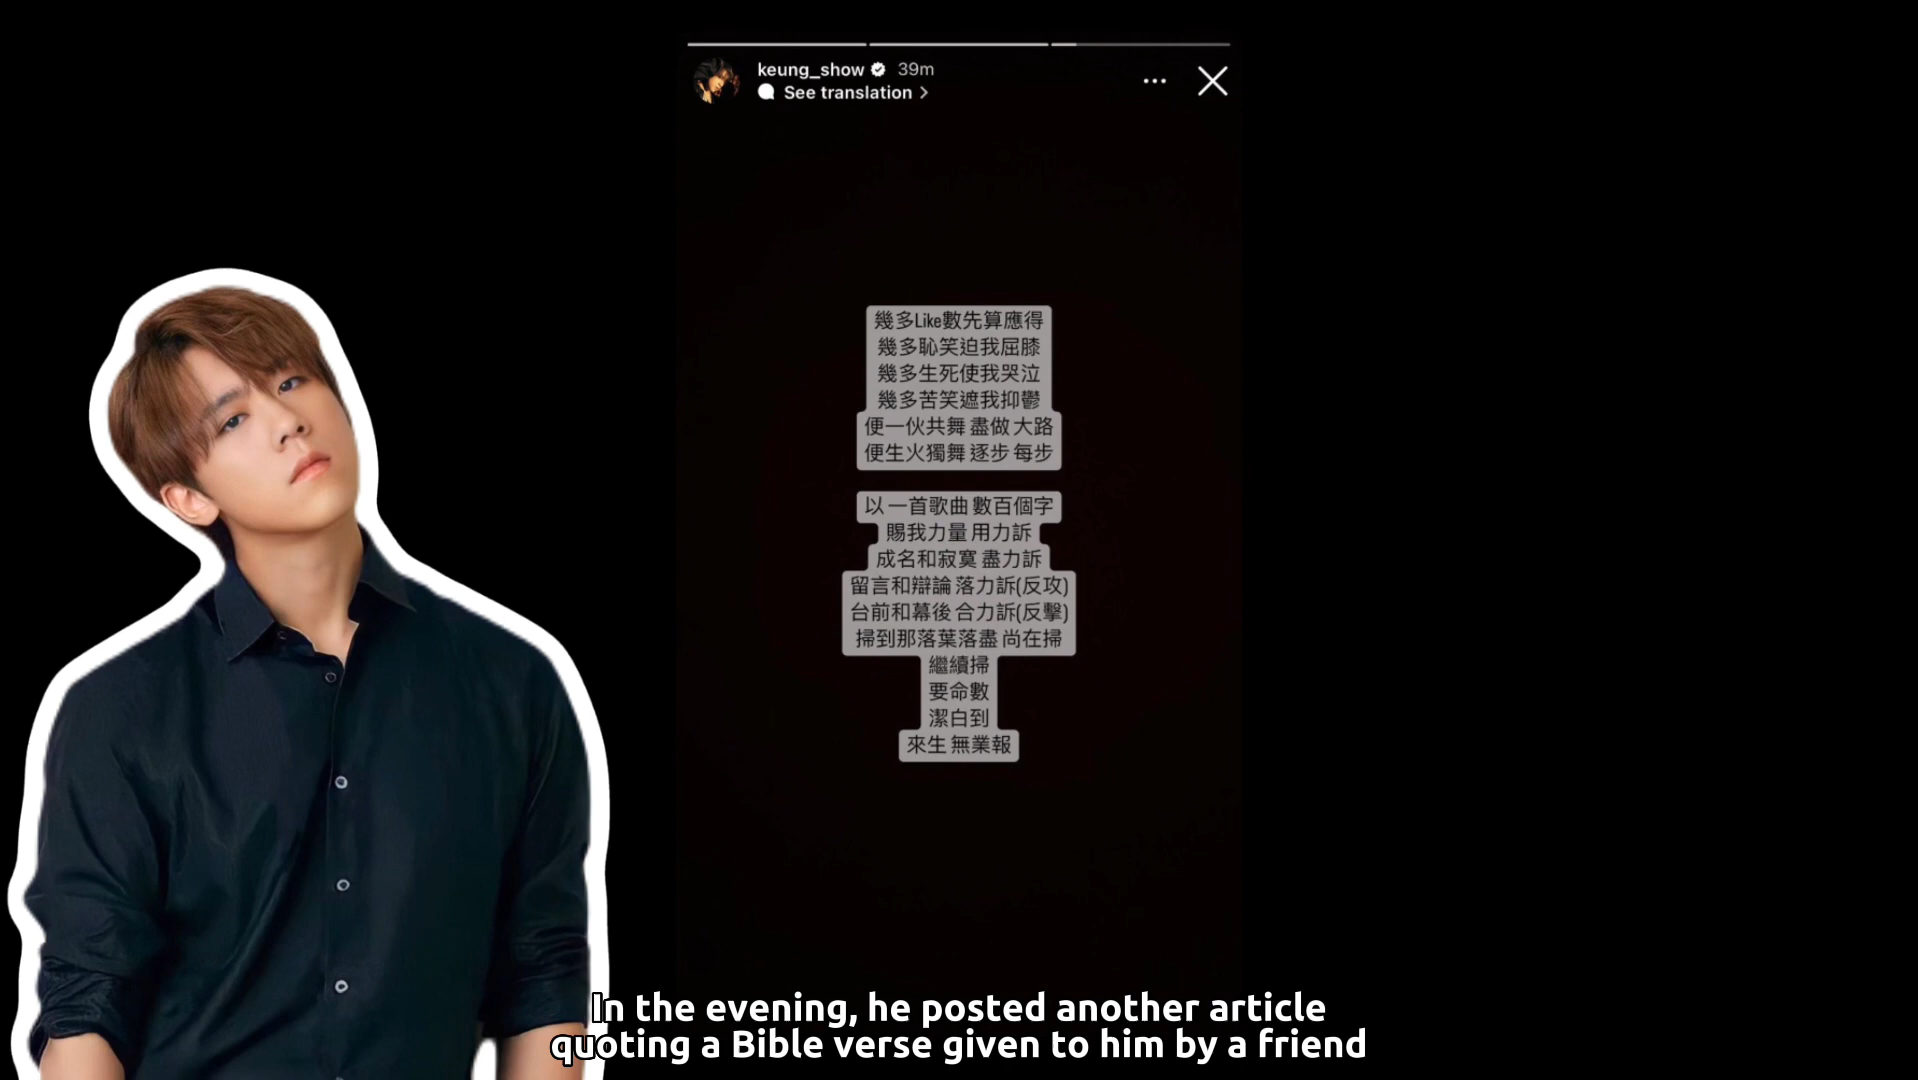 keung_show 39m
See translation
幾多Like數先算應得
幾多恥笑迫我屈膝
幾多生死使我哭泣
幾多苦笑遮我抑鬱
便一伙共舞 盡做 大路
便生火獨舞 逐步 每步
以 一首歌曲 數百個字
賜我力量 用力訴
成名和寂寞 盡力訴
留言和辯論 落力訴(反攻)
台前和幕後 合力訴(反擊)
掃到那落葉落盡 尚在掃
繼續掃
要命數
潔白到
來生 無業報
In the evening, he posted another article
quoting a Bible verse given to him by a friend